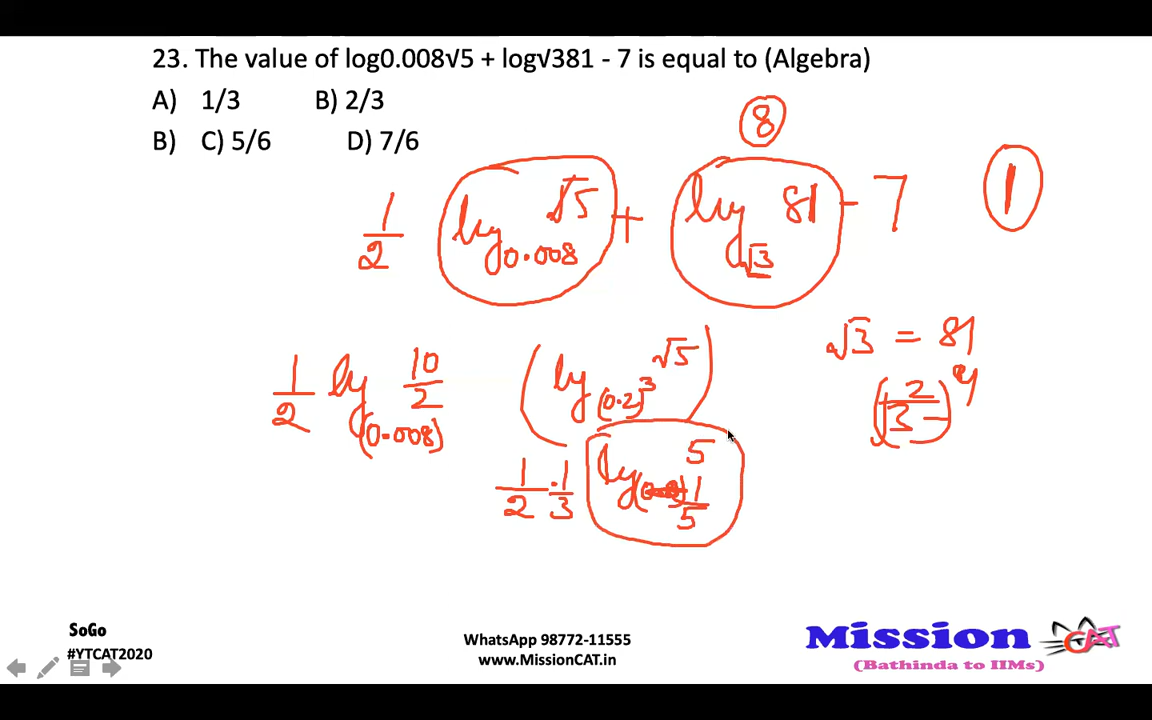 23. The value of log0.008√5 + log√381 - 7 is equal to (Algebra)
A) 1/3 B) 2/3
B) C) 5/6 D) 7/6
8
1/2 log0.008 √5 + log√3 81 - 7
1
√3 = 81
1/2 log(0.008) 10/2
(log(0.2)^3 √5)
1/2 · 1/3 log 1/5 5
SoGo
#YTCAT2020
WhatsApp 98772-11555
www.MissionCAT.in
Mission CAT
(Bathinda to IIMs)